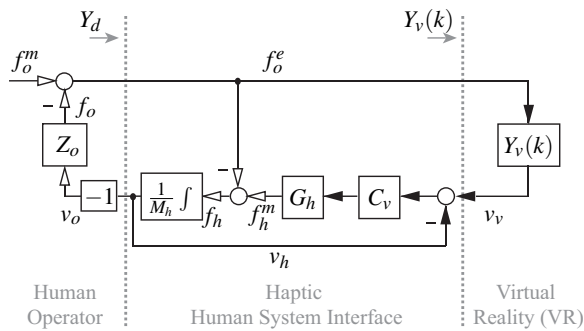 Y_d
Y_v(k)
f_o^m
f_o^e
−
f_o
Z_o
Y_v(k)
−
−1
1/M_h ∫
f_h
f_h^m
G_h
C_v
−
v_o
v_v
v_h
Human
Operator
Haptic
Human System Interface
Virtual
Reality (VR)